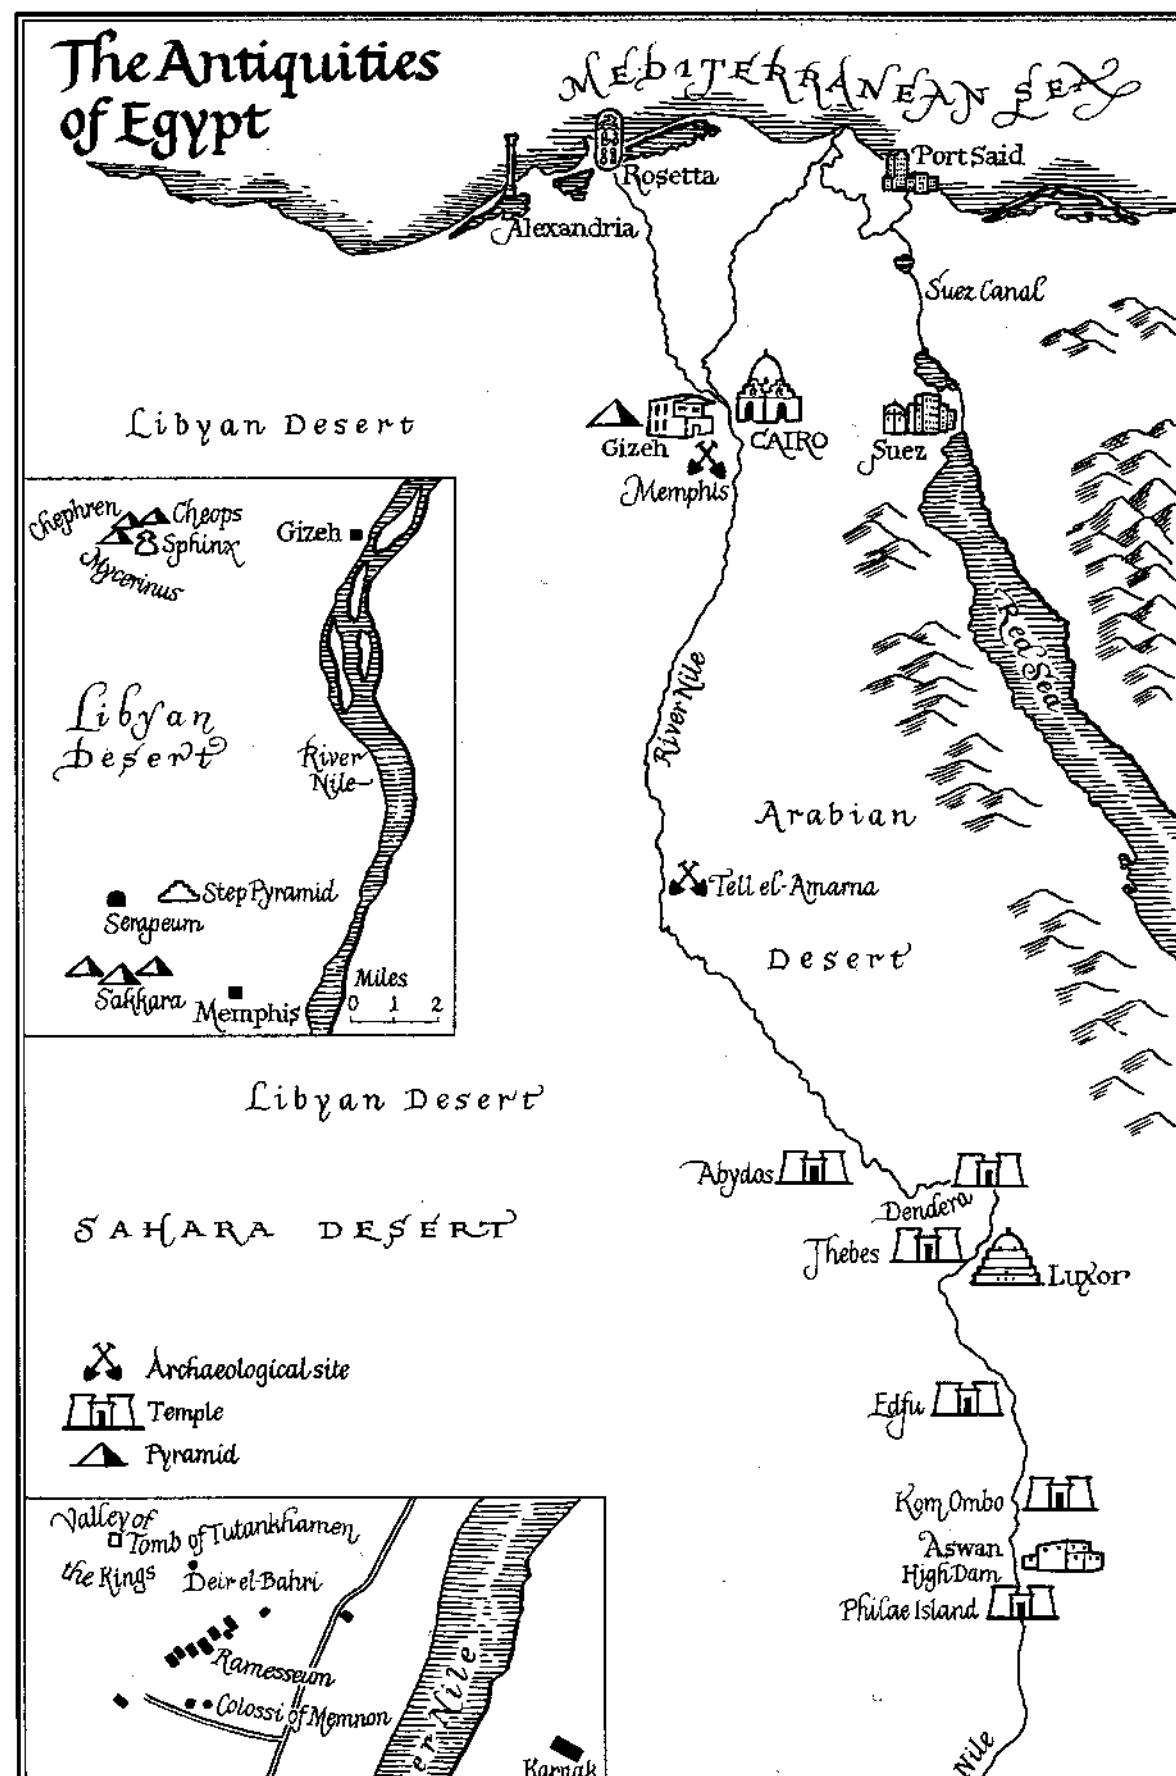 The Antiquities
of Egypt
MEDITERRANEAN SEA
Port Said
Rosetta
Alexandria
Suez Canal
Libyan Desert
Gizeh
CAIRO
Suez
Memphis
Chephren
Cheops
Sphinx
Mycerinus
Gizeh
Libyan
Desert
River
Nile
Step Pyramid
Serapeum
Sakkara
Memphis
Miles
0 1 2
Red Sea
River Nile
Arabian
Tell el-Amarna
Desert
Libyan Desert
Abydos
Dendera
SAHARA DESERT
Thebes
Luxor
Archaeological site
Temple
Pyramid
Edfu
Kom Ombo
Aswan
High Dam
Philae Island
Valley of
Tomb of Tutankhamen
the Kings
Deir el-Bahri
Ramesseum
Colossi of Memnon
er Nile
Karnak
Nile